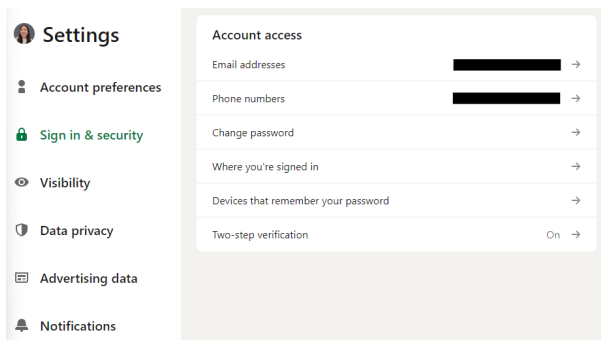 Settings
Account preferences
Sign in & security
Visibility
Data privacy
Advertising data
Notifications
Account access
Email addresses
Phone numbers
Change password
Where you're signed in
Devices that remember your password
Two-step verification On